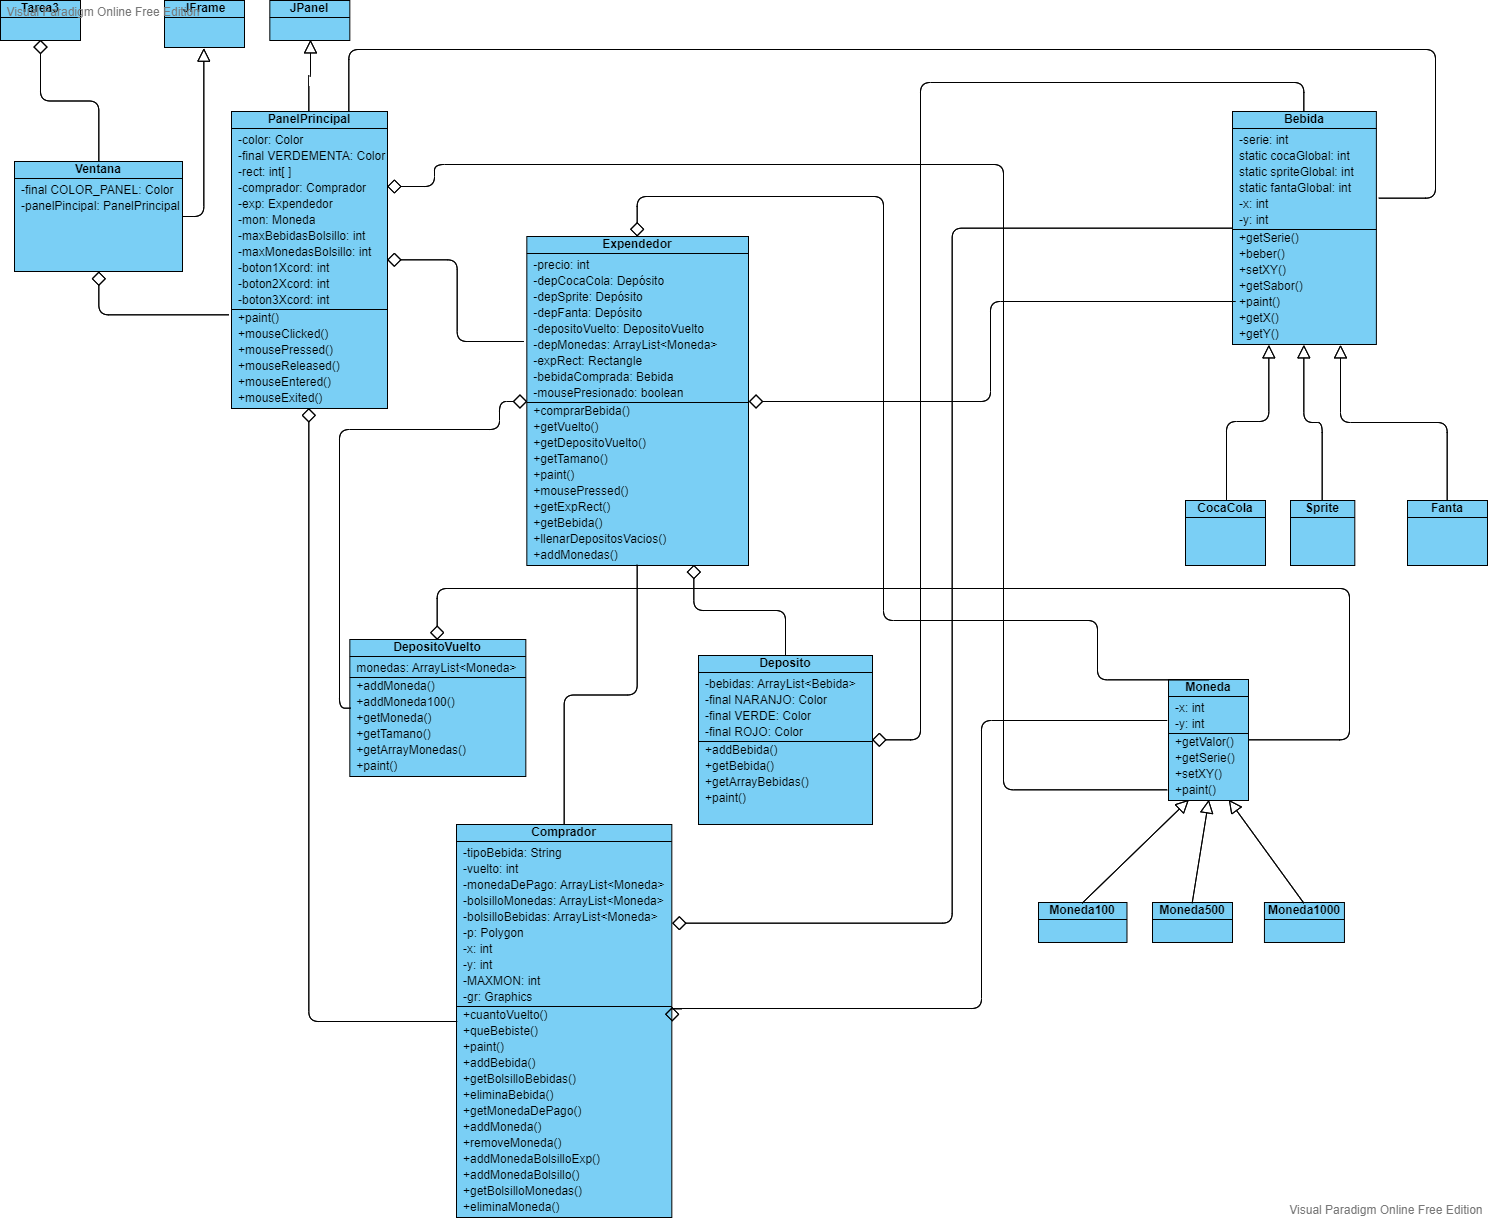 Tarea3
Visual Paradigm Online Free Edition
JFrame
JPanel
PanelPrincipal
-color: Color
-final VERDEMENTA: Color
-rect: int[ ]
-comprador: Comprador
-exp: Expendedor
-mon: Moneda
-maxBebidasBolsillo: int
-maxMonedasBolsillo: int
-boton1Xcord: int
-boton2Xcord: int
-boton3Xcord: int
+paint()
+mouseClicked()
+mousePressed()
+mouseReleased()
+mouseEntered()
+mouseExited()
Ventana
-final COLOR_PANEL: Color
-panelPincipal: PanelPrincipal
Bebida
-serie: int
static cocaGlobal: int
static spriteGlobal: int
static fantaGlobal: int
-x: int
-y: int
+getSerie()
+beber()
+setXY()
+getSabor()
+paint()
+getX()
+getY()
Expendedor
-precio: int
-depCocaCola: Depósito
-depSprite: Depósito
-depFanta: Depósito
-depositoVuelto: DepositoVuelto
-depMonedas: ArrayList<Moneda>
-expRect: Rectangle
-bebidaComprada: Bebida
-mousePresionado: boolean
+comprarBebida()
+getVuelto()
+getDepositoVuelto()
+getTamano()
+paint()
+mousePressed()
+getExpRect()
+getBebida()
+llenarDepositosVacios()
+addMonedas()
CocaCola
Sprite
Fanta
DepositoVuelto
monedas: ArrayList<Moneda>
+addMoneda()
+addMoneda100()
+getMoneda()
+getTamano()
+getArrayMonedas()
+paint()
Deposito
-bebidas: ArrayList<Bebida>
-final NARANJO: Color
-final VERDE: Color
-final ROJO: Color
+addBebida()
+getBebida()
+getArrayBebidas()
+paint()
Moneda
-x: int
-y: int
+getValor()
+getSerie()
+setXY()
+paint()
Comprador
-tipoBebida: String
-vuelto: int
-monedaDePago: ArrayList<Moneda>
-bolsilloMonedas: ArrayList<Moneda>
-bolsilloBebidas: ArrayList<Moneda>
-p: Polygon
-x: int
-y: int
-MAXMON: int
-gr: Graphics
+cuantoVuelto()
+queBebiste()
+paint()
+addBebida()
+getBolsilloBebidas()
+eliminaBebida()
+getMonedaDePago()
+addMoneda()
+removeMoneda()
+addMonedaBolsilloExp()
+addMonedaBolsillo()
+getBolsilloMonedas()
+eliminaMoneda()
Moneda100
Moneda500
Moneda1000
Visual Paradigm Online Free Edition